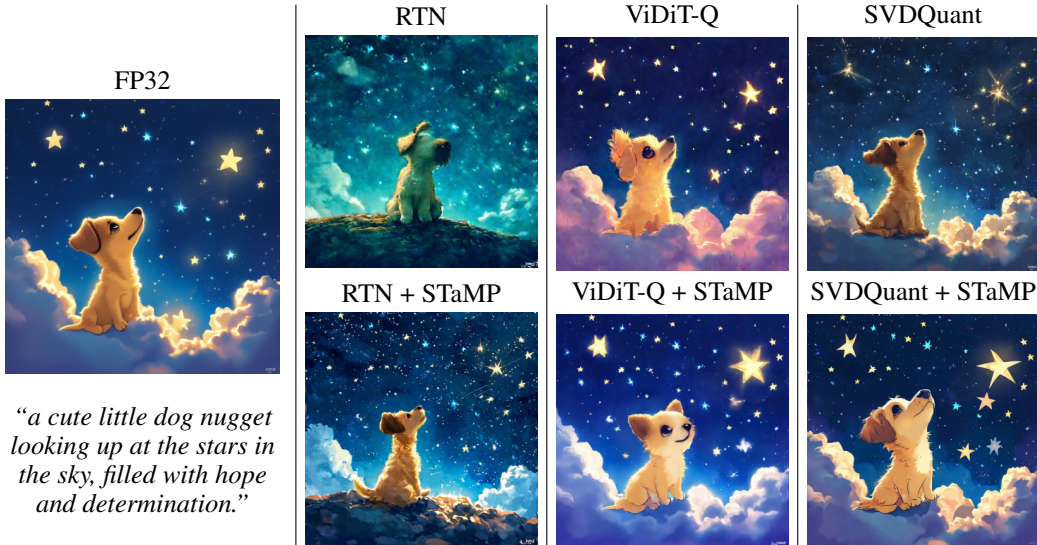 FP32
"a cute little dog nugget
looking up at the stars in
the sky, filled with hope
and determination."
RTN
ViDiT-Q
SVDQuant
RTN + STaMP
ViDiT-Q + STaMP
SVDQuant + STaMP